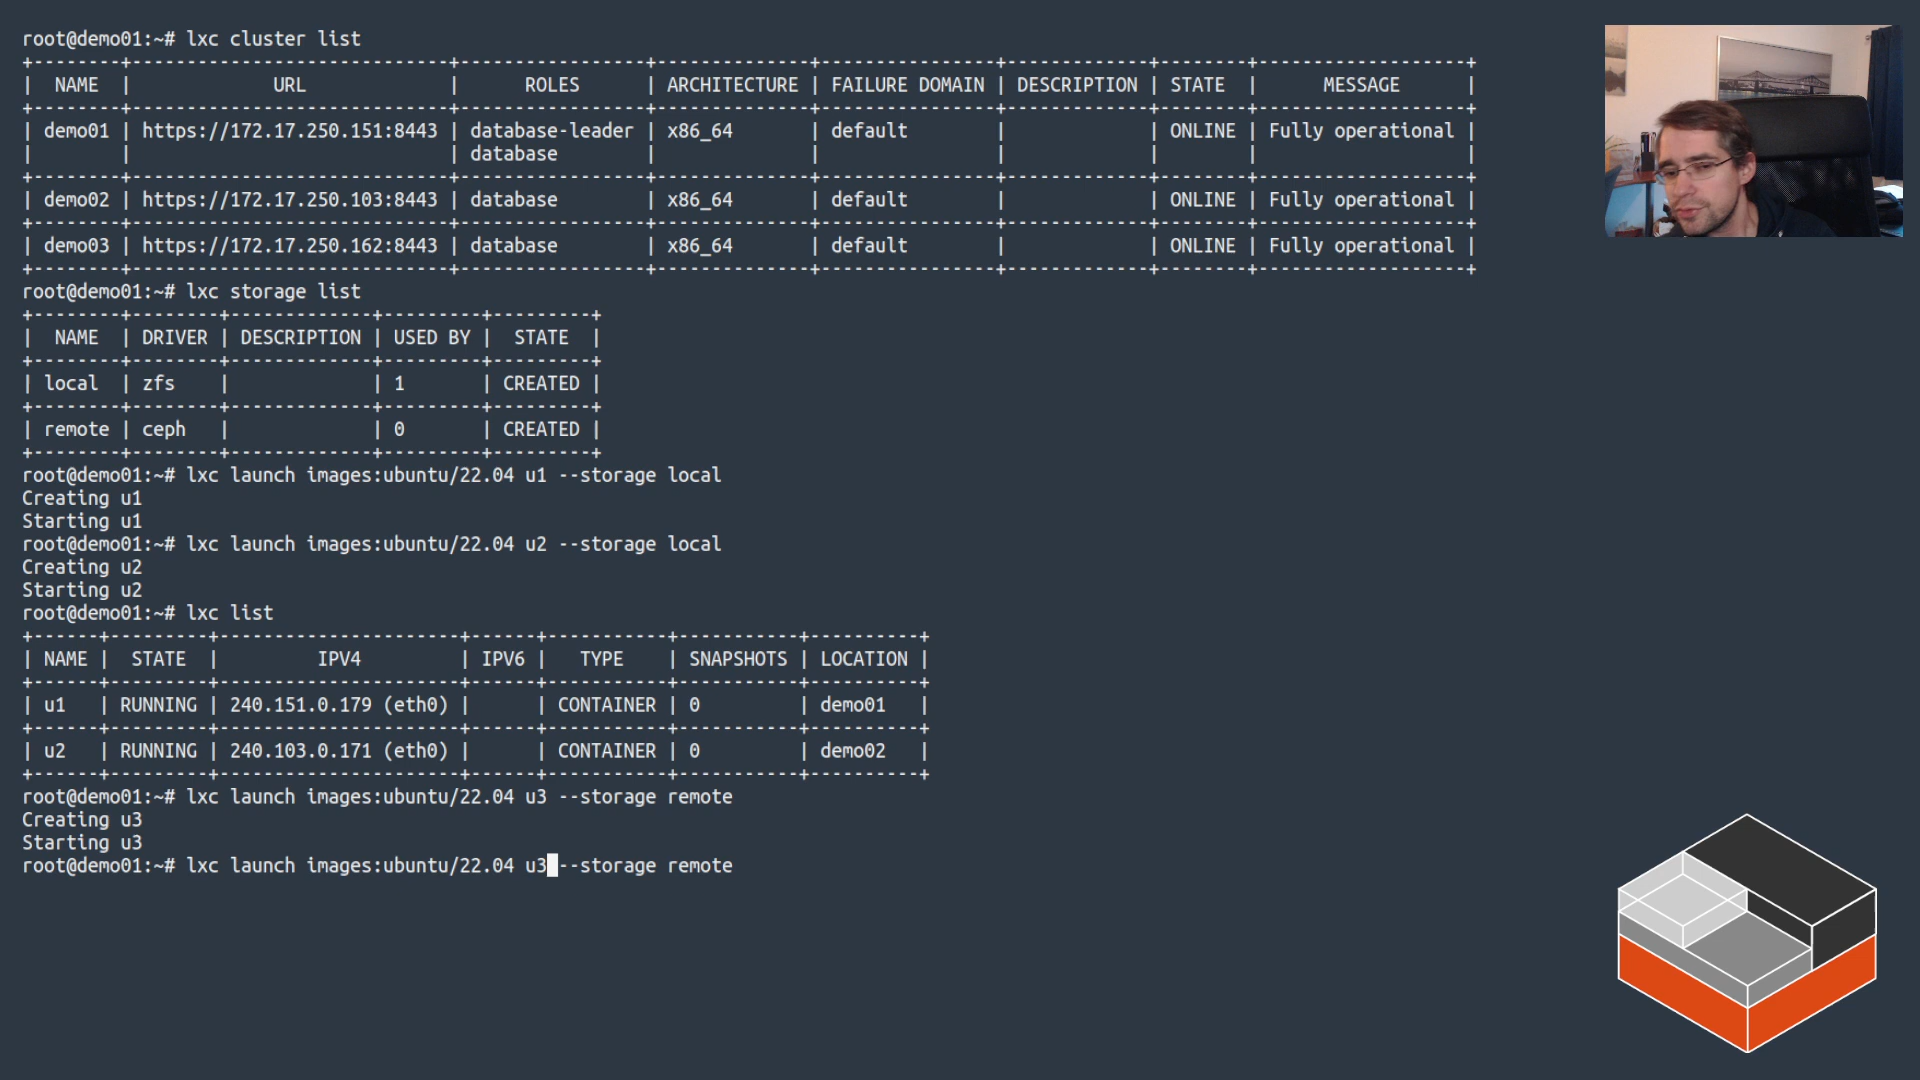 root@demo01:~# lxc cluster list
+--------+------------------------------+-----------------+--------------+----------------+-------------+--------+-------------------+
|  NAME  |             URL              |      ROLES      | ARCHITECTURE | FAILURE DOMAIN | DESCRIPTION | STATE  |      MESSAGE      |
+--------+------------------------------+-----------------+--------------+----------------+-------------+--------+-------------------+
| demo01 | https://172.17.250.151:8443 | database-leader | x86_64       | default        |             | ONLINE | Fully operational |
|        |                              | database        |              |                |             |        |                   |
+--------+------------------------------+-----------------+--------------+----------------+-------------+--------+-------------------+
| demo02 | https://172.17.250.103:8443 | database        | x86_64       | default        |             | ONLINE | Fully operational |
+--------+------------------------------+-----------------+--------------+----------------+-------------+--------+-------------------+
| demo03 | https://172.17.250.162:8443 | database        | x86_64       | default        |             | ONLINE | Fully operational |
+--------+------------------------------+-----------------+--------------+----------------+-------------+--------+-------------------+
root@demo01:~# lxc storage list
+--------+--------+-------------+---------+---------+
|  NAME  | DRIVER | DESCRIPTION | USED BY |  STATE  |
+--------+--------+-------------+---------+---------+
| local  | zfs    |             | 1       | CREATED |
+--------+--------+-------------+---------+---------+
| remote | ceph   |             | 0       | CREATED |
+--------+--------+-------------+---------+---------+
root@demo01:~# lxc launch images:ubuntu/22.04 u1 --storage local
Creating u1
Starting u1
root@demo01:~# lxc launch images:ubuntu/22.04 u2 --storage local
Creating u2
Starting u2
root@demo01:~# lxc list
+------+---------+----------------------+------+-----------+-----------+----------+
| NAME |  STATE  |         IPV4         | IPV6 |   TYPE    | SNAPSHOTS | LOCATION |
+------+---------+----------------------+------+-----------+-----------+----------+
| u1   | RUNNING | 240.151.0.179 (eth0) |      | CONTAINER | 0         | demo01   |
+------+---------+----------------------+------+-----------+-----------+----------+
| u2   | RUNNING | 240.103.0.171 (eth0) |      | CONTAINER | 0         | demo02   |
+------+---------+----------------------+------+-----------+-----------+----------+
root@demo01:~# lxc launch images:ubuntu/22.04 u3 --storage remote
Creating u3
Starting u3
root@demo01:~# lxc launch images:ubuntu/22.04 u3 --storage remote